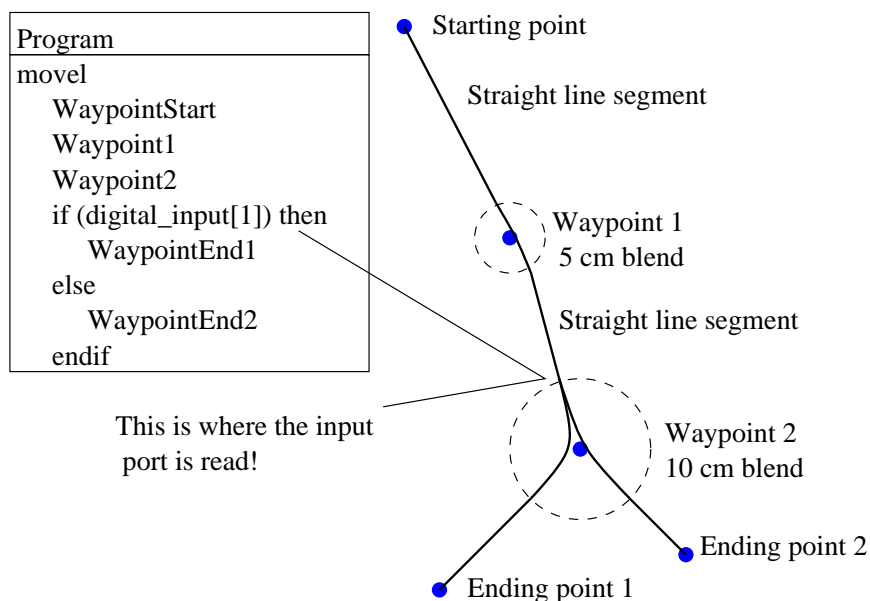 Program
movel
WaypointStart
Waypoint1
Waypoint2
if (digital_input[1]) then
WaypointEnd1
else
WaypointEnd2
endif
Starting point
Straight line segment
Waypoint 1
5 cm blend
Straight line segment
This is where the input
port is read!
Waypoint 2
10 cm blend
Ending point 2
Ending point 1